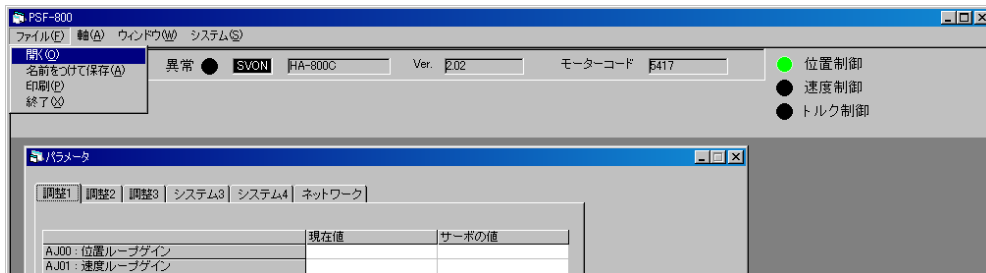 PSF-800
ファイル(F) 軸(A) ウィンドウ(W) システム(S)
開く(O)
名前をつけて保存(A)
印刷(P)
終了(X)
異常 SVON HA-800C Ver. 2.02 モーターコード 5417
位置制御
速度制御
トルク制御
パラメータ
調整1 調整2 調整3 システム3 システム4 ネットワーク
現在値 サーボの値
AJ00 : 位置ループゲイン
AJ01 : 速度ループゲイン